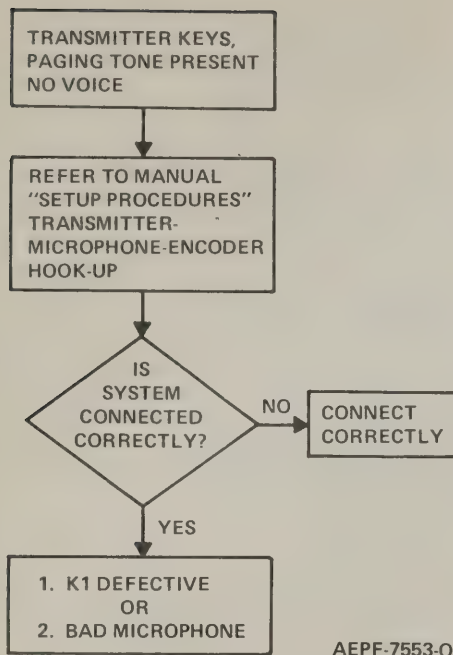 TRANSMITTER KEYS,
PAGING TONE PRESENT
NO VOICE
REFER TO MANUAL
"SETUP PROCEDURES"
TRANSMITTER-
MICROPHONE-ENCODER
HOOK-UP
IS
SYSTEM
CONNECTED
CORRECTLY?
NO
CONNECT
CORRECTLY
YES
1. K1 DEFECTIVE
OR
2. BAD MICROPHONE
AEPF-7553-O